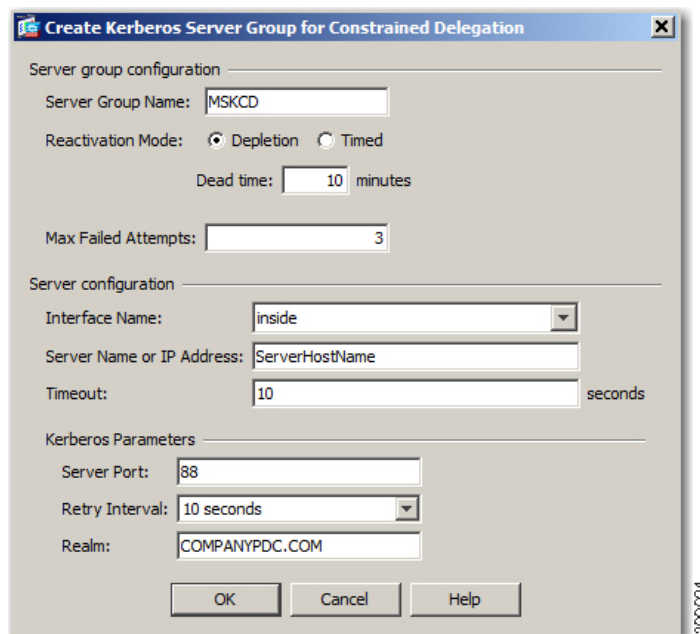 Create Kerberos Server Group for Constrained Delegation
Server group configuration
Server Group Name: MSKCD
Reactivation Mode: Depletion Timed
Dead time: 10 minutes
Max Failed Attempts: 3
Server configuration
Interface Name: inside
Server Name or IP Address: ServerHostName
Timeout: 10 seconds
Kerberos Parameters
Server Port: 88
Retry Interval: 10 seconds
Realm: COMPANYPDC.COM
OK Cancel Help